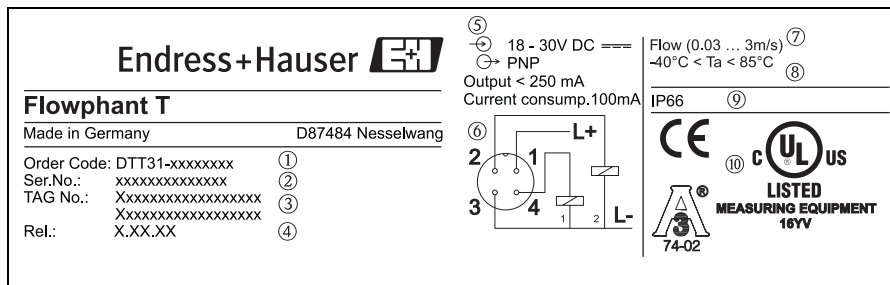 Endress+Hauser
Flowphant T
Made in Germany D87484 Nesselwang
Order Code: DTT31-xxxxxxxx ①
Ser.No.: xxxxxxxxxxxxxx ②
TAG No.: Xxxxxxxxxxxxxxxxxx ③
Xxxxxxxxxxxxxxxxxx
Rel.: X.XX.XX ④
⑤
18 - 30V DC
PNP
Output < 250 mA
Current consump.100mA
⑥
L+
2 1
3 4
1 2
L-
Flow (0.03 ... 3m/s) ⑦
-40°C < Ta < 85°C ⑧
IP66 ⑨
CE
⑩
C UL US
®
LISTED
MEASURING EQUIPMENT
16YV
A ®
3
74-02